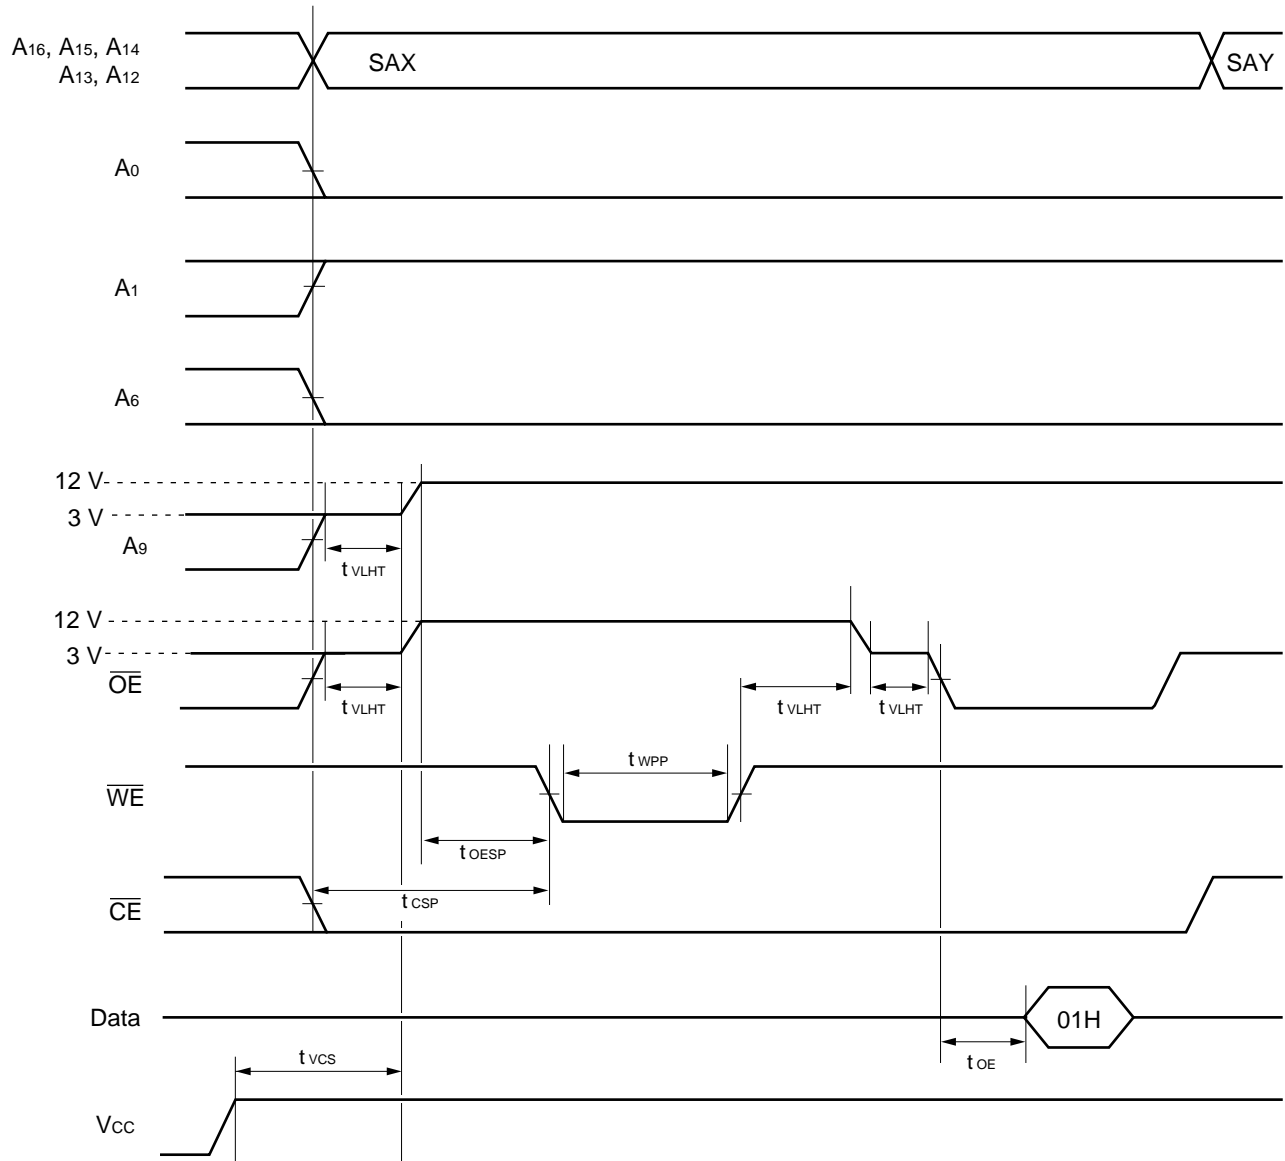 A16, A15, A14
A13, A12
SAX
SAY
A0
A1
A6
12 V
3 V
A9
t VLHT
12 V
3 V
OE
t VLHT
t VLHT
t VLHT
WE
t WPP
t OESP
CE
t CSP
Data
01H
t OE
t VCS
VCC